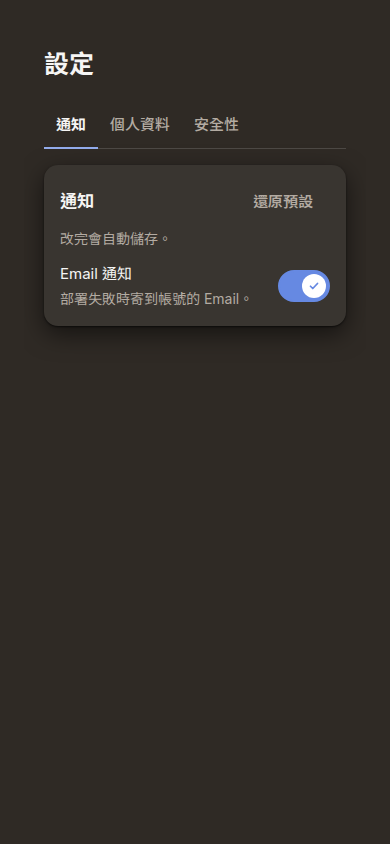 設定
通知 個人資料 安全性
通知 還原預設
改完會自動儲存。
Email 通知
部署失敗時寄到帳號的 Email。